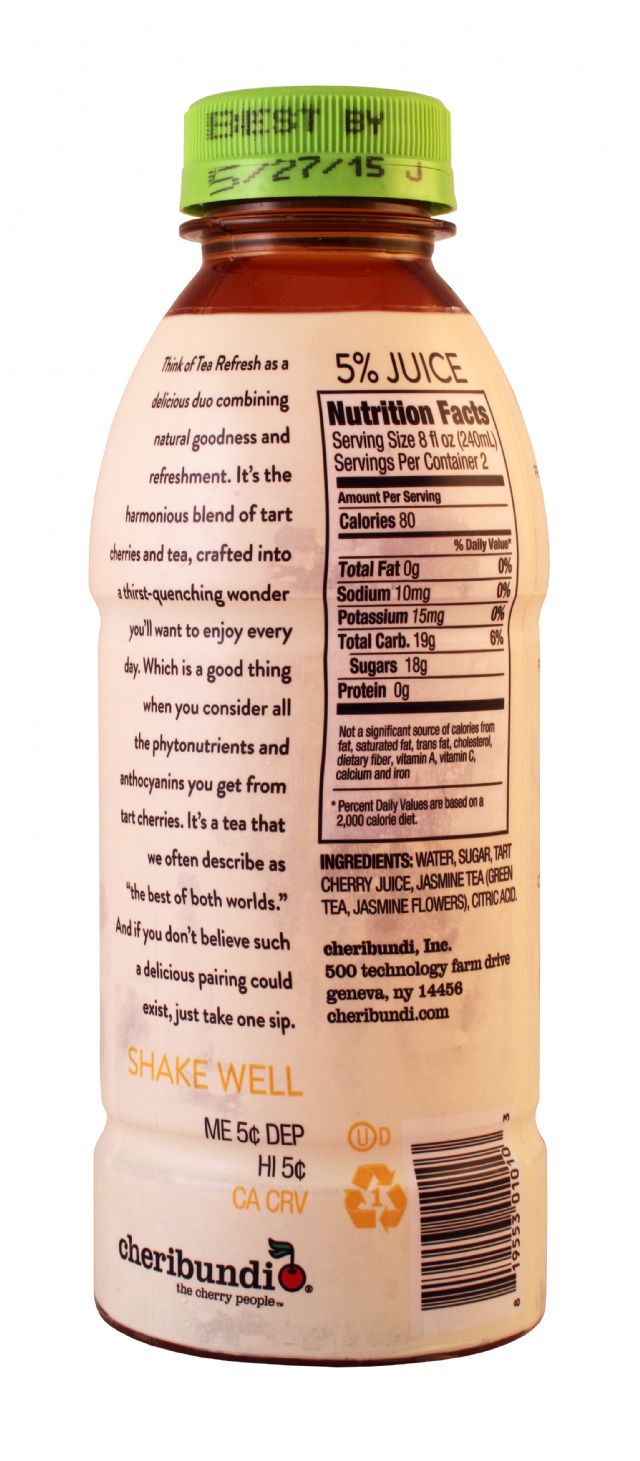 BEST BY
5/27/15 J
Think of Tea Refresh as a
delicious duo combining
natural goodness and
refreshment. It's the
harmonious blend of tart
cherries and tea, crafted into
a thirst-quenching wonder
you'll want to enjoy every
day. Which is a good thing
when you consider all
the phytonutrients and
anthocyanins you get from
tart cherries. It's a tea that
we often describe as
"the best of both worlds."
And if you don't believe such
a delicious pairing could
exist, just take one sip.
SHAKE WELL
ME 5¢ DEP
HI 5¢
CA CRV
cheribundi®
the cherry people™
5% JUICE
Nutrition Facts
Serving Size 8 fl oz (240mL)
Servings Per Container 2
Amount Per Serving
Calories 80
% Daily Value*
Total Fat 0g 0%
Sodium 10mg 0%
Potassium 15mg 0%
Total Carb. 19g 6%
Sugars 18g
Protein 0g
Not a significant source of calories from
fat, saturated fat, trans fat, cholesterol,
dietary fiber, vitamin A, vitamin C,
calcium and iron
* Percent Daily Values are based on a
2,000 calorie diet.
INGREDIENTS: WATER, SUGAR, TART
CHERRY JUICE, JASMINE TEA (GREEN
TEA, JASMINE FLOWERS), CITRIC ACID.
cheribundi, Inc.
500 technology farm drive
geneva, ny 14456
cheribundi.com
U D
1
8 19553 01010 3